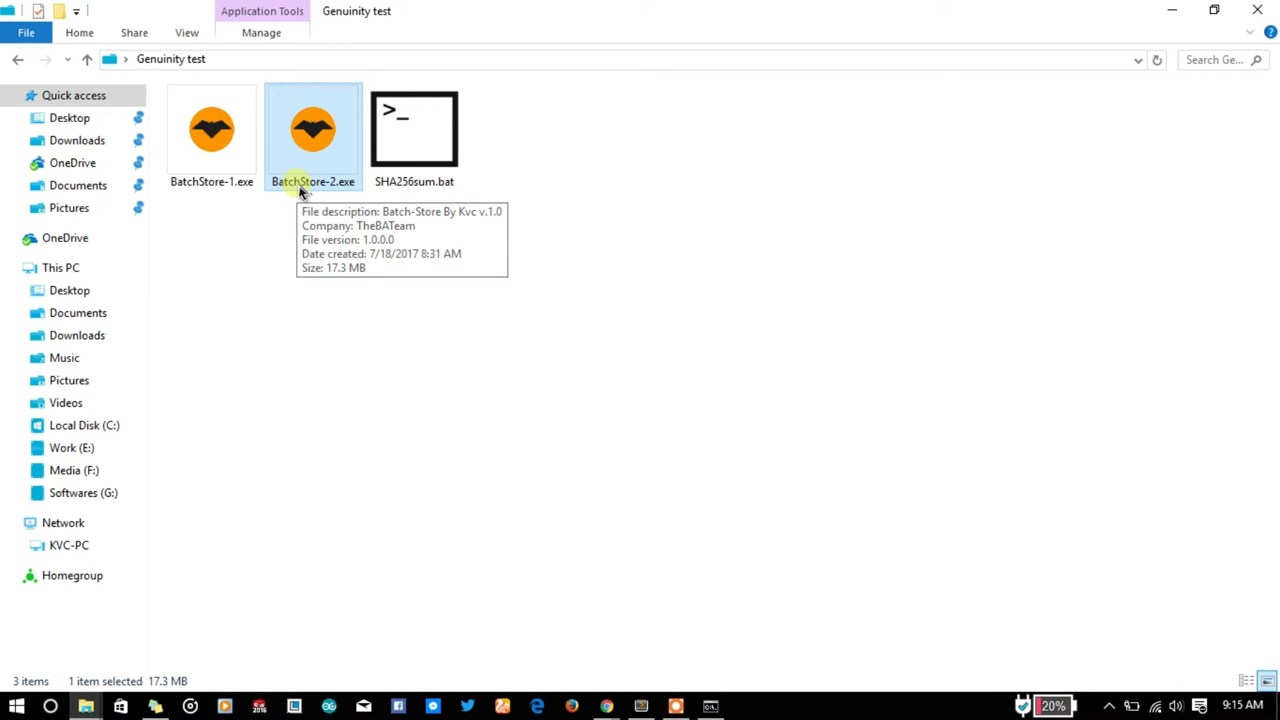 Application Tools
Genuinity test
File
Home
Share
View
Manage
Genuinity test
Search Ge...
Quick access
Desktop
Downloads
OneDrive
Documents
Pictures
OneDrive
This PC
Desktop
Documents
Downloads
Music
Pictures
Videos
Local Disk (C:)
Work (E:)
Media (F:)
Softwares (G:)
Network
KVC-PC
Homegroup
>_
BatchStore-1.exe
BatchStore-2.exe
SHA256sum.bat
File description: Batch-Store By Kvc v.1.0
Company: TheBATeam
File version: 1.0.0.0
Date created: 7/18/2017 8:31 AM
Size: 17.3 MB
3 items
1 item selected 17.3 MB
20%
9:15 AM